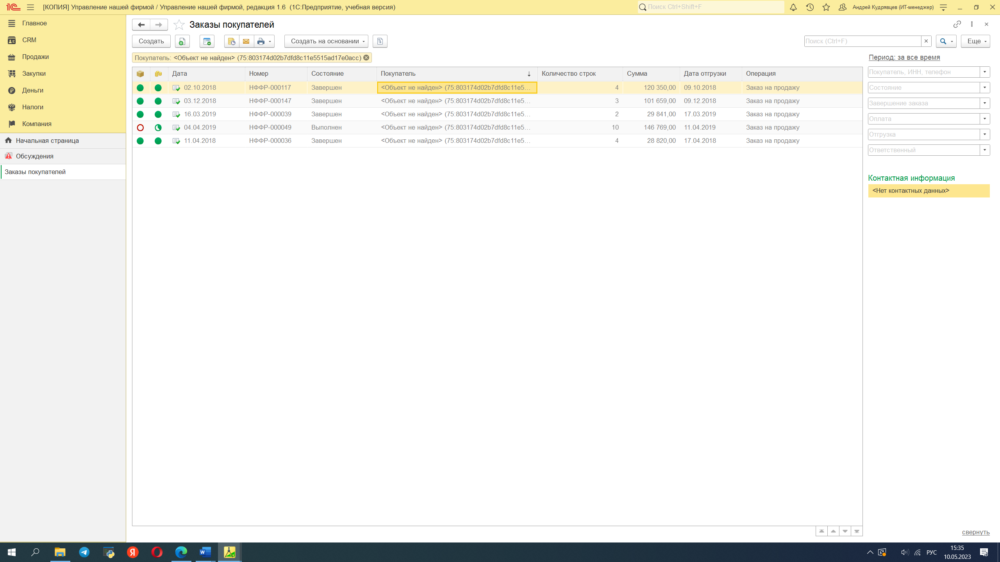 1С [КОПИЯ] Управление нашей фирмой / Управление нашей фирмой, редакция 1.6 (1С:Предприятие, учебная версия) Поиск Ctrl+Shift+F Андрей Кудрявцев (ИТ-менеджер)
Главное
CRM
Продажи
Закупки
Деньги
Налоги
Компания
Начальная страница
Обсуждения
Заказы покупателей
Заказы покупателей
Создать Создать на основании Поиск (Ctrl+F) Еще
Покупатель: <Объект не найден> (75:803174d02b7dfd8c11e5515ad17e0acc)
Дата Номер Состояние Покупатель ↓ Количество строк Сумма Дата отгрузки Операция
02.10.2018 НФФР-000117 Завершен <Объект не найден> (75:803174d02b7dfd8c11e5... 4 120 350,00 09.10.2018 Заказ на продажу
03.12.2018 НФФР-000147 Завершен <Объект не найден> (75:803174d02b7dfd8c11e5... 3 101 659,00 09.12.2018 Заказ на продажу
16.03.2019 НФФР-000039 Завершен <Объект не найден> (75:803174d02b7dfd8c11e5... 2 29 841,00 17.03.2019 Заказ на продажу
04.04.2019 НФФР-000049 Выполнен <Объект не найден> (75:803174d02b7dfd8c11e5... 10 146 769,00 11.04.2019 Заказ на продажу
11.04.2018 НФФР-000036 Завершен <Объект не найден> (75:803174d02b7dfd8c11e5... 4 28 820,00 17.04.2018 Заказ на продажу
Период: за все время
Покупатель, ИНН, телефон
Состояние
Завершение заказа
Оплата
Отгрузка
Ответственный
Контактная информация
<Нет контактных данных>
свернуть
РУС
15:35
10.05.2023